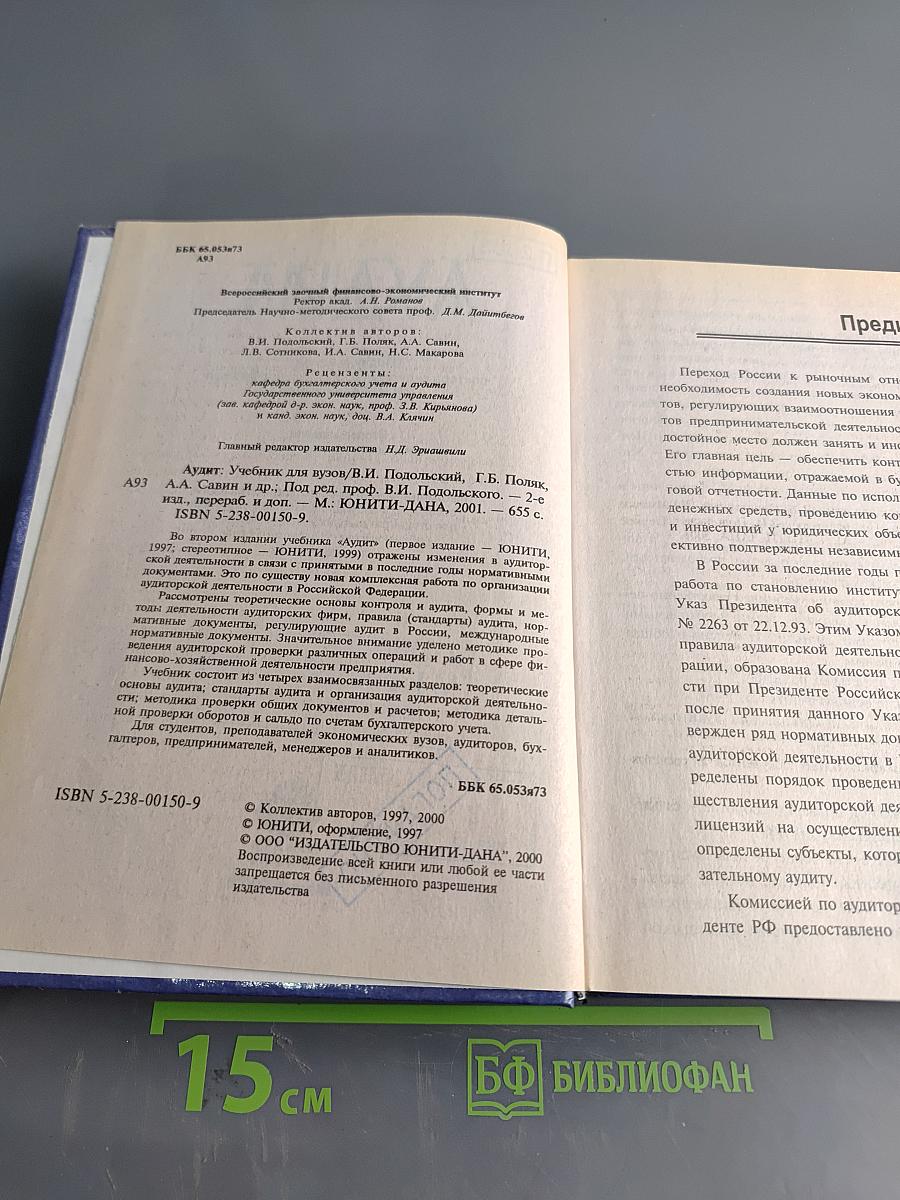 ББК 65.053я73
А93
Всероссийский заочный финансово-экономический институт
Ректор акад. А.Н. Романов
Председатель Научно-методического совета проф. Д.М. Дайитбегов
Коллектив авторов:
В.И. Подольский, Г.Б. Поляк, А.А. Савин,
Л.В. Сотникова, И.А. Савин, Н.С. Макарова
Рецензенты:
кафедра бухгалтерского учета и аудита
Государственного университета управления
(зав. кафедрой д-р. экон. наук, проф. З.В. Кирьянова)
и канд. экон. наук, доц. В.А. Клячин
Главный редактор издательства Н.Д. Эриашвили
Аудит: Учебник для вузов/В.И. Подольский, Г.Б. Поляк,
А93 А.А. Савин и др.; Под ред. проф. В.И. Подольского. — 2-е
изд., перераб. и доп. — М.: ЮНИТИ-ДАНА, 2001. — 655 с.
ISBN 5-238-00150-9.
Во втором издании учебника «Аудит» (первое издание — ЮНИТИ,
1997; стереотипное — ЮНИТИ, 1999) отражены изменения в аудитор-
ской деятельности в связи с принятыми в последние годы нормативными
документами. Это по существу новая комплексная работа по организации
аудиторской деятельности в Российской Федерации.
Рассмотрены теоретические основы контроля и аудита, формы и ме-
тоды деятельности аудиторских фирм, правила (стандарты) аудита, нор-
мативные документы, регулирующие аудит в России, международные
нормативные документы. Значительное внимание уделено методике про-
ведения аудиторской проверки различных операций и работ в сфере фи-
нансово-хозяйственной деятельности предприятия.
Учебник состоит из четырех взаимосвязанных разделов: теоретические
основы аудита; стандарты аудита и организация аудиторской деятельно-
сти; методика проверки общих документов и расчетов; методика деталь-
ной проверки оборотов и сальдо по счетам бухгалтерского учета.
Для студентов, преподавателей экономических вузов, аудиторов, бух-
галтеров, предпринимателей, менеджеров и аналитиков.
ББК 65.053я73
ISBN 5-238-00150-9
© Коллектив авторов, 1997, 2000
© ЮНИТИ, оформление, 1997
© ООО "ИЗДАТЕЛЬСТВО ЮНИТИ-ДАНА", 2000
Воспроизведение всей книги или любой ее части
запрещается без письменного разрешения
издательства
Преди
Переход России к рыночным отн
необходимость создания новых эконом
тов, регулирующих взаимоотношения
тов предпринимательской деятельнос
достойное место должен занять и инс
Его главная цель — обеспечить конт
стью информации, отражаемой в бу
говой отчетности. Данные по испол
денежных средств, проведению ко
и инвестиций у юридических объе
ективно подтверждены независим
В России за последние годы п
работа по становлению институ
Указ Президента об аудиторск
№ 2263 от 22.12.93. Этим Указом
правила аудиторской деятельно
рации, образована Комиссия п
сти при Президенте Российск
после принятия данного Указ
вержден ряд нормативных док
аудиторской деятельности в
ределены порядок проведени
ществления аудиторской дея
лицензий на осуществлени
определены субъекты, котор
зательному аудиту.
Комиссией по аудитор
денте РФ предоставлено
15 см
БФ БИБЛИОФАН